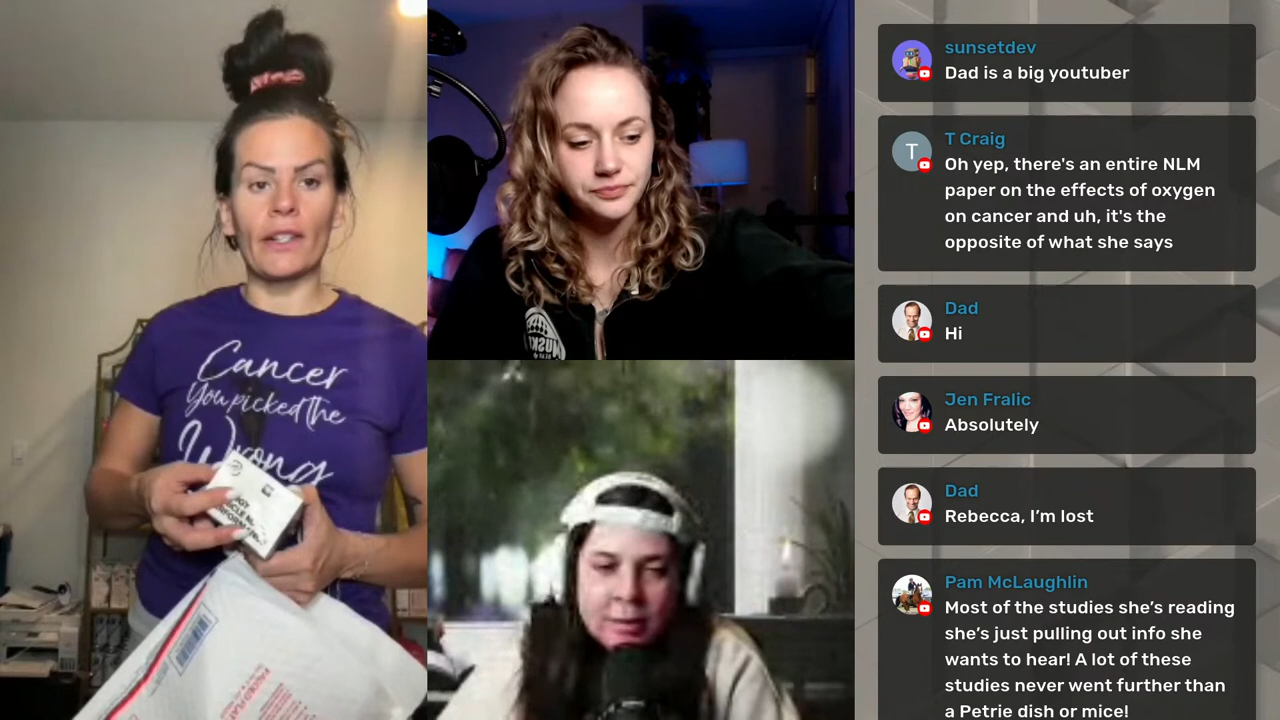 Cancer
You picked the
Wrong
sunsetdev
Dad is a big youtuber
T
T Craig
Oh yep, there's an entire NLM
paper on the effects of oxygen
on cancer and uh, it's the
opposite of what she says
Dad
Hi
Jen Fralic
Absolutely
Dad
Rebecca, I’m lost
Pam McLaughlin
Most of the studies she’s reading
she’s just pulling out info she
wants to hear! A lot of these
studies never went further than
a Petrie dish or mice!